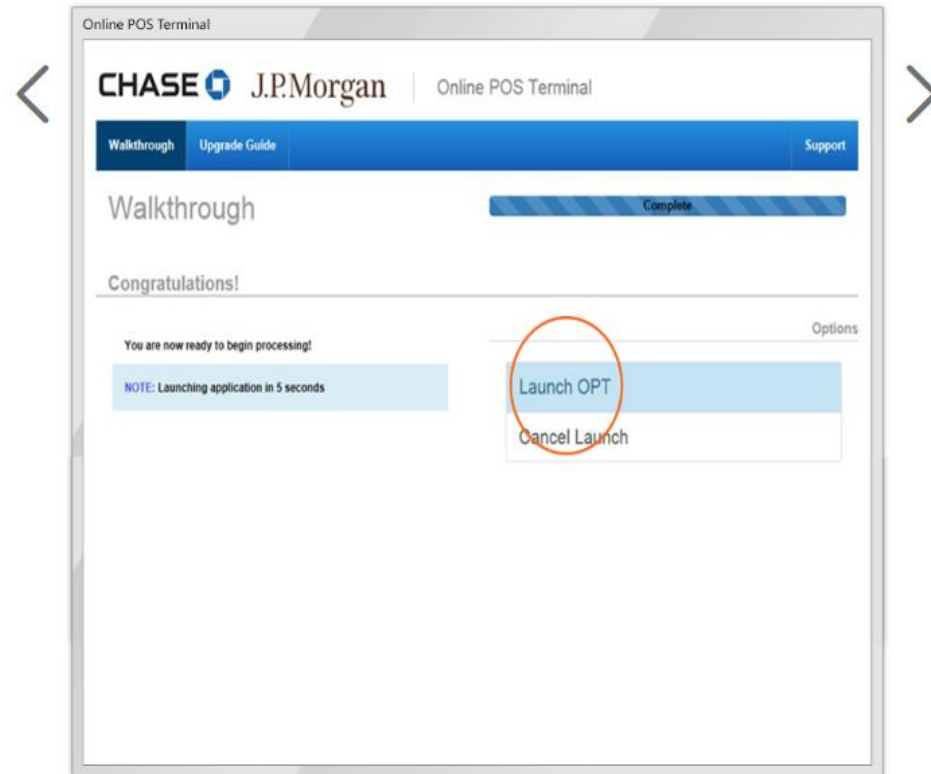 Online POS Terminal
CHASE J.P.Morgan Online POS Terminal
Walkthrough Upgrade Guide Support
Walkthrough
Complete
Congratulations!
Options
You are now ready to begin processing!
NOTE: Launching application in 5 seconds
Launch OPT
Cancel Launch